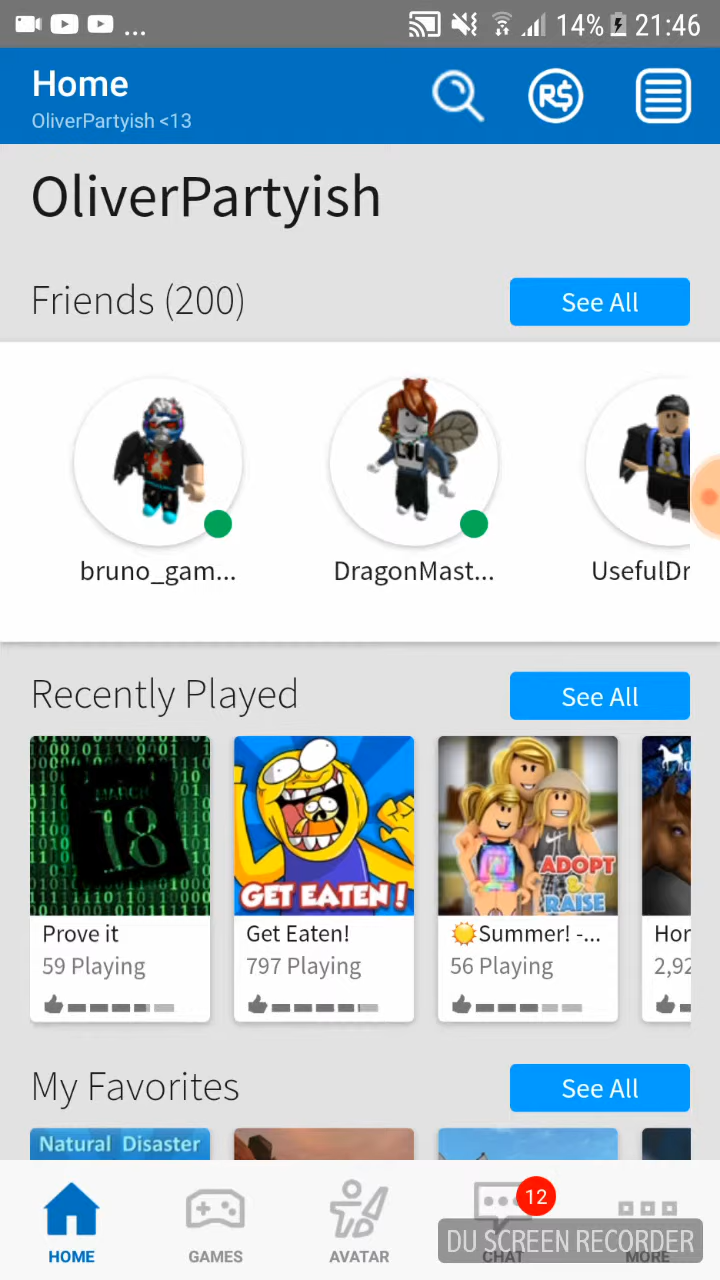 ... 14% 21:46
Home
OliverPartyish <13
R$
OliverPartyish
Friends (200)
See All
bruno_gam...
DragonMast...
UsefulDr
Recently Played
See All
MARCH
18
GET EATEN!
ADOPT
&
RAISE
Prove it
Get Eaten!
Summer! -...
Hor
59 Playing
797 Playing
56 Playing
2,92
My Favorites
See All
Natural Disaster
12
DU SCREEN RECORDER
HOME
GAMES
AVATAR
CHAT
MORE